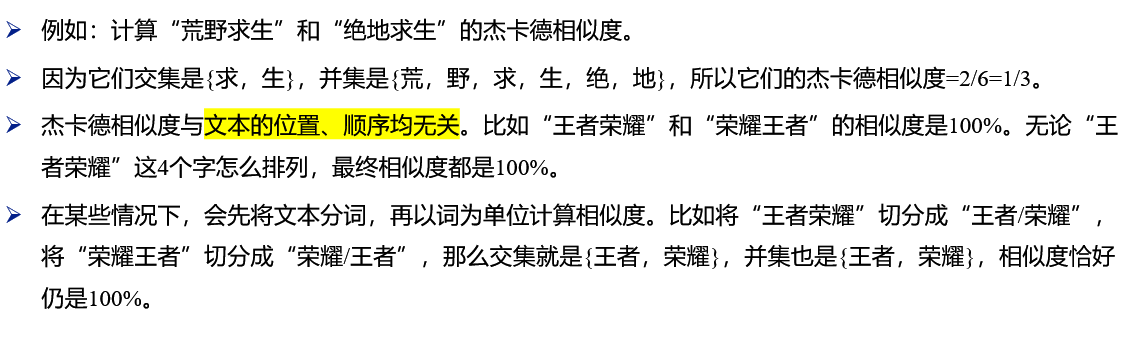 ➢ 例如：计算“荒野求生”和“绝地求生”的杰卡德相似度。
➢ 因为它们交集是{求，生}，并集是{荒，野，求，生，绝，地}，所以它们的杰卡德相似度=2/6=1/3。
➢ 杰卡德相似度与文本的位置、顺序均无关。比如“王者荣耀”和“荣耀王者”的相似度是100%。无论“王
者荣耀”这4个字怎么排列，最终相似度都是100%。
➢ 在某些情况下，会先将文本分词，再以词为单位计算相似度。比如将“王者荣耀”切分成“王者/荣耀”，
将“荣耀王者”切分成“荣耀/王者”，那么交集就是{王者，荣耀}，并集也是{王者，荣耀}，相似度恰好
仍是100%。